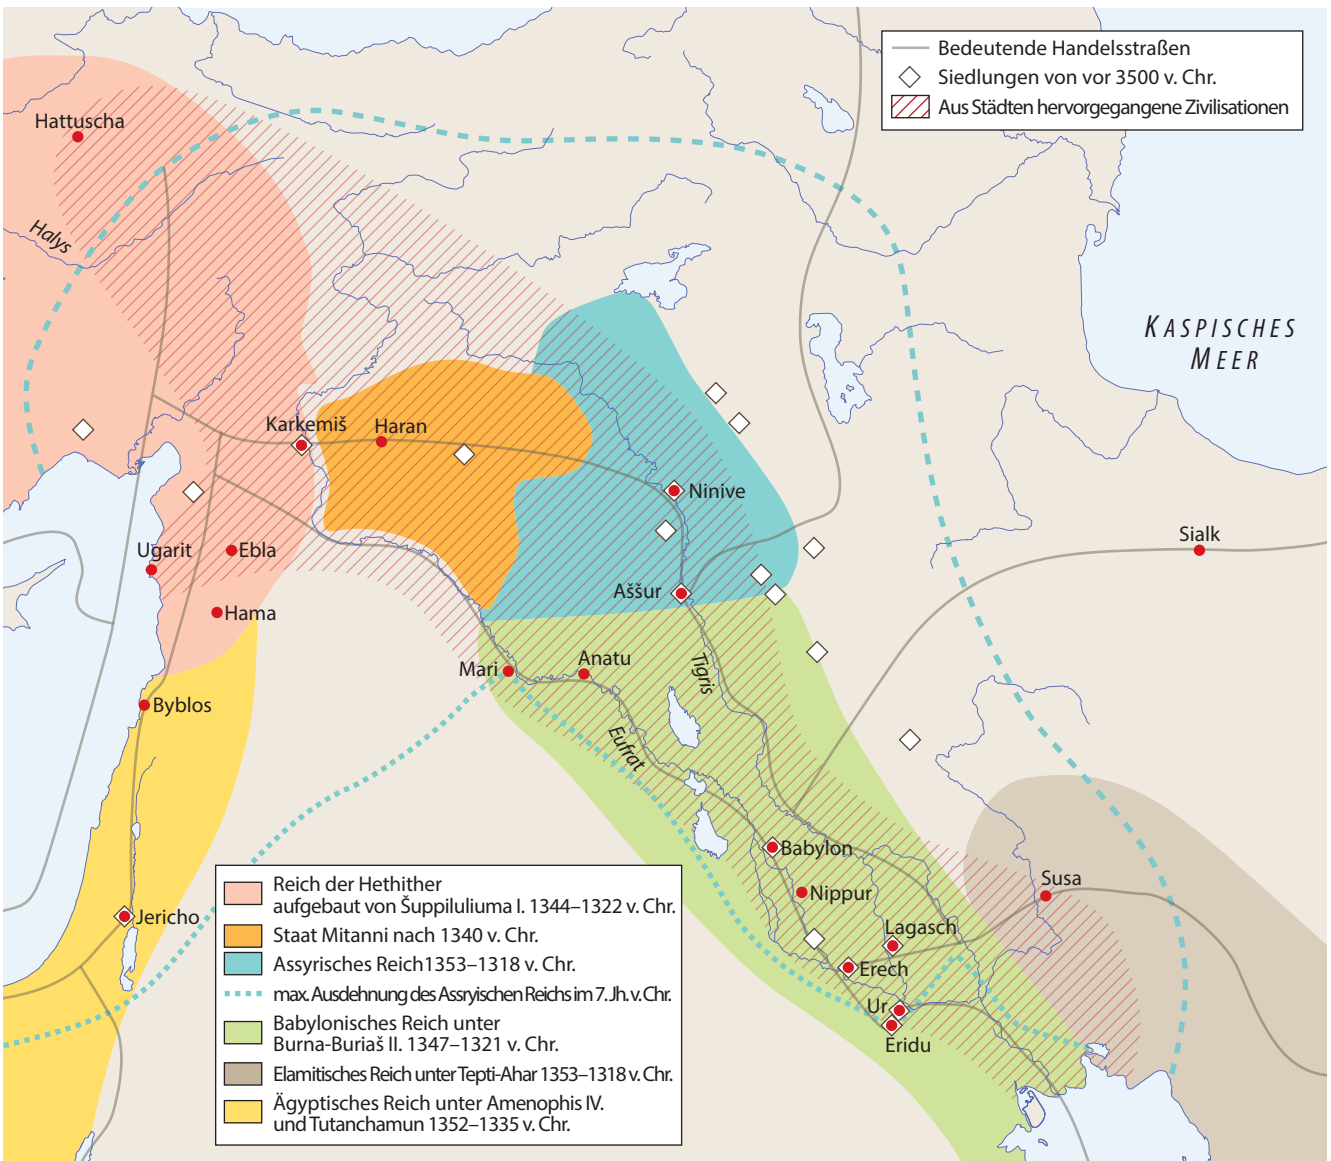 Bedeutende Handelsstraßen
Siedlungen von vor 3500 v. Chr.
Aus Städten hervorgegangene Zivilisationen
Hattuscha
Halys
KASPISCHES
MEER
Karkemiš
Haran
Ninive
Sialk
Ugarit
Ebla
Aššur
Hama
Mari
Anatu
Tigris
Byblos
Eufrat
Babylon
Susa
Nippur
Jericho
Lagasch
Erech
Ur
Eridu
Reich der Hethither
aufgebaut von Šuppiluliuma I. 1344–1322 v. Chr.
Staat Mitanni nach 1340 v. Chr.
Assyrisches Reich1353–1318 v. Chr.
max. Ausdehnung des Assryischen Reichs im 7. Jh. v. Chr.
Babylonisches Reich unter
Burna-Buriaš II. 1347–1321 v. Chr.
Elamitisches Reich unter Tepti-Ahar 1353–1318 v. Chr.
Ägyptisches Reich unter Amenophis IV.
und Tutanchamun 1352–1335 v. Chr.